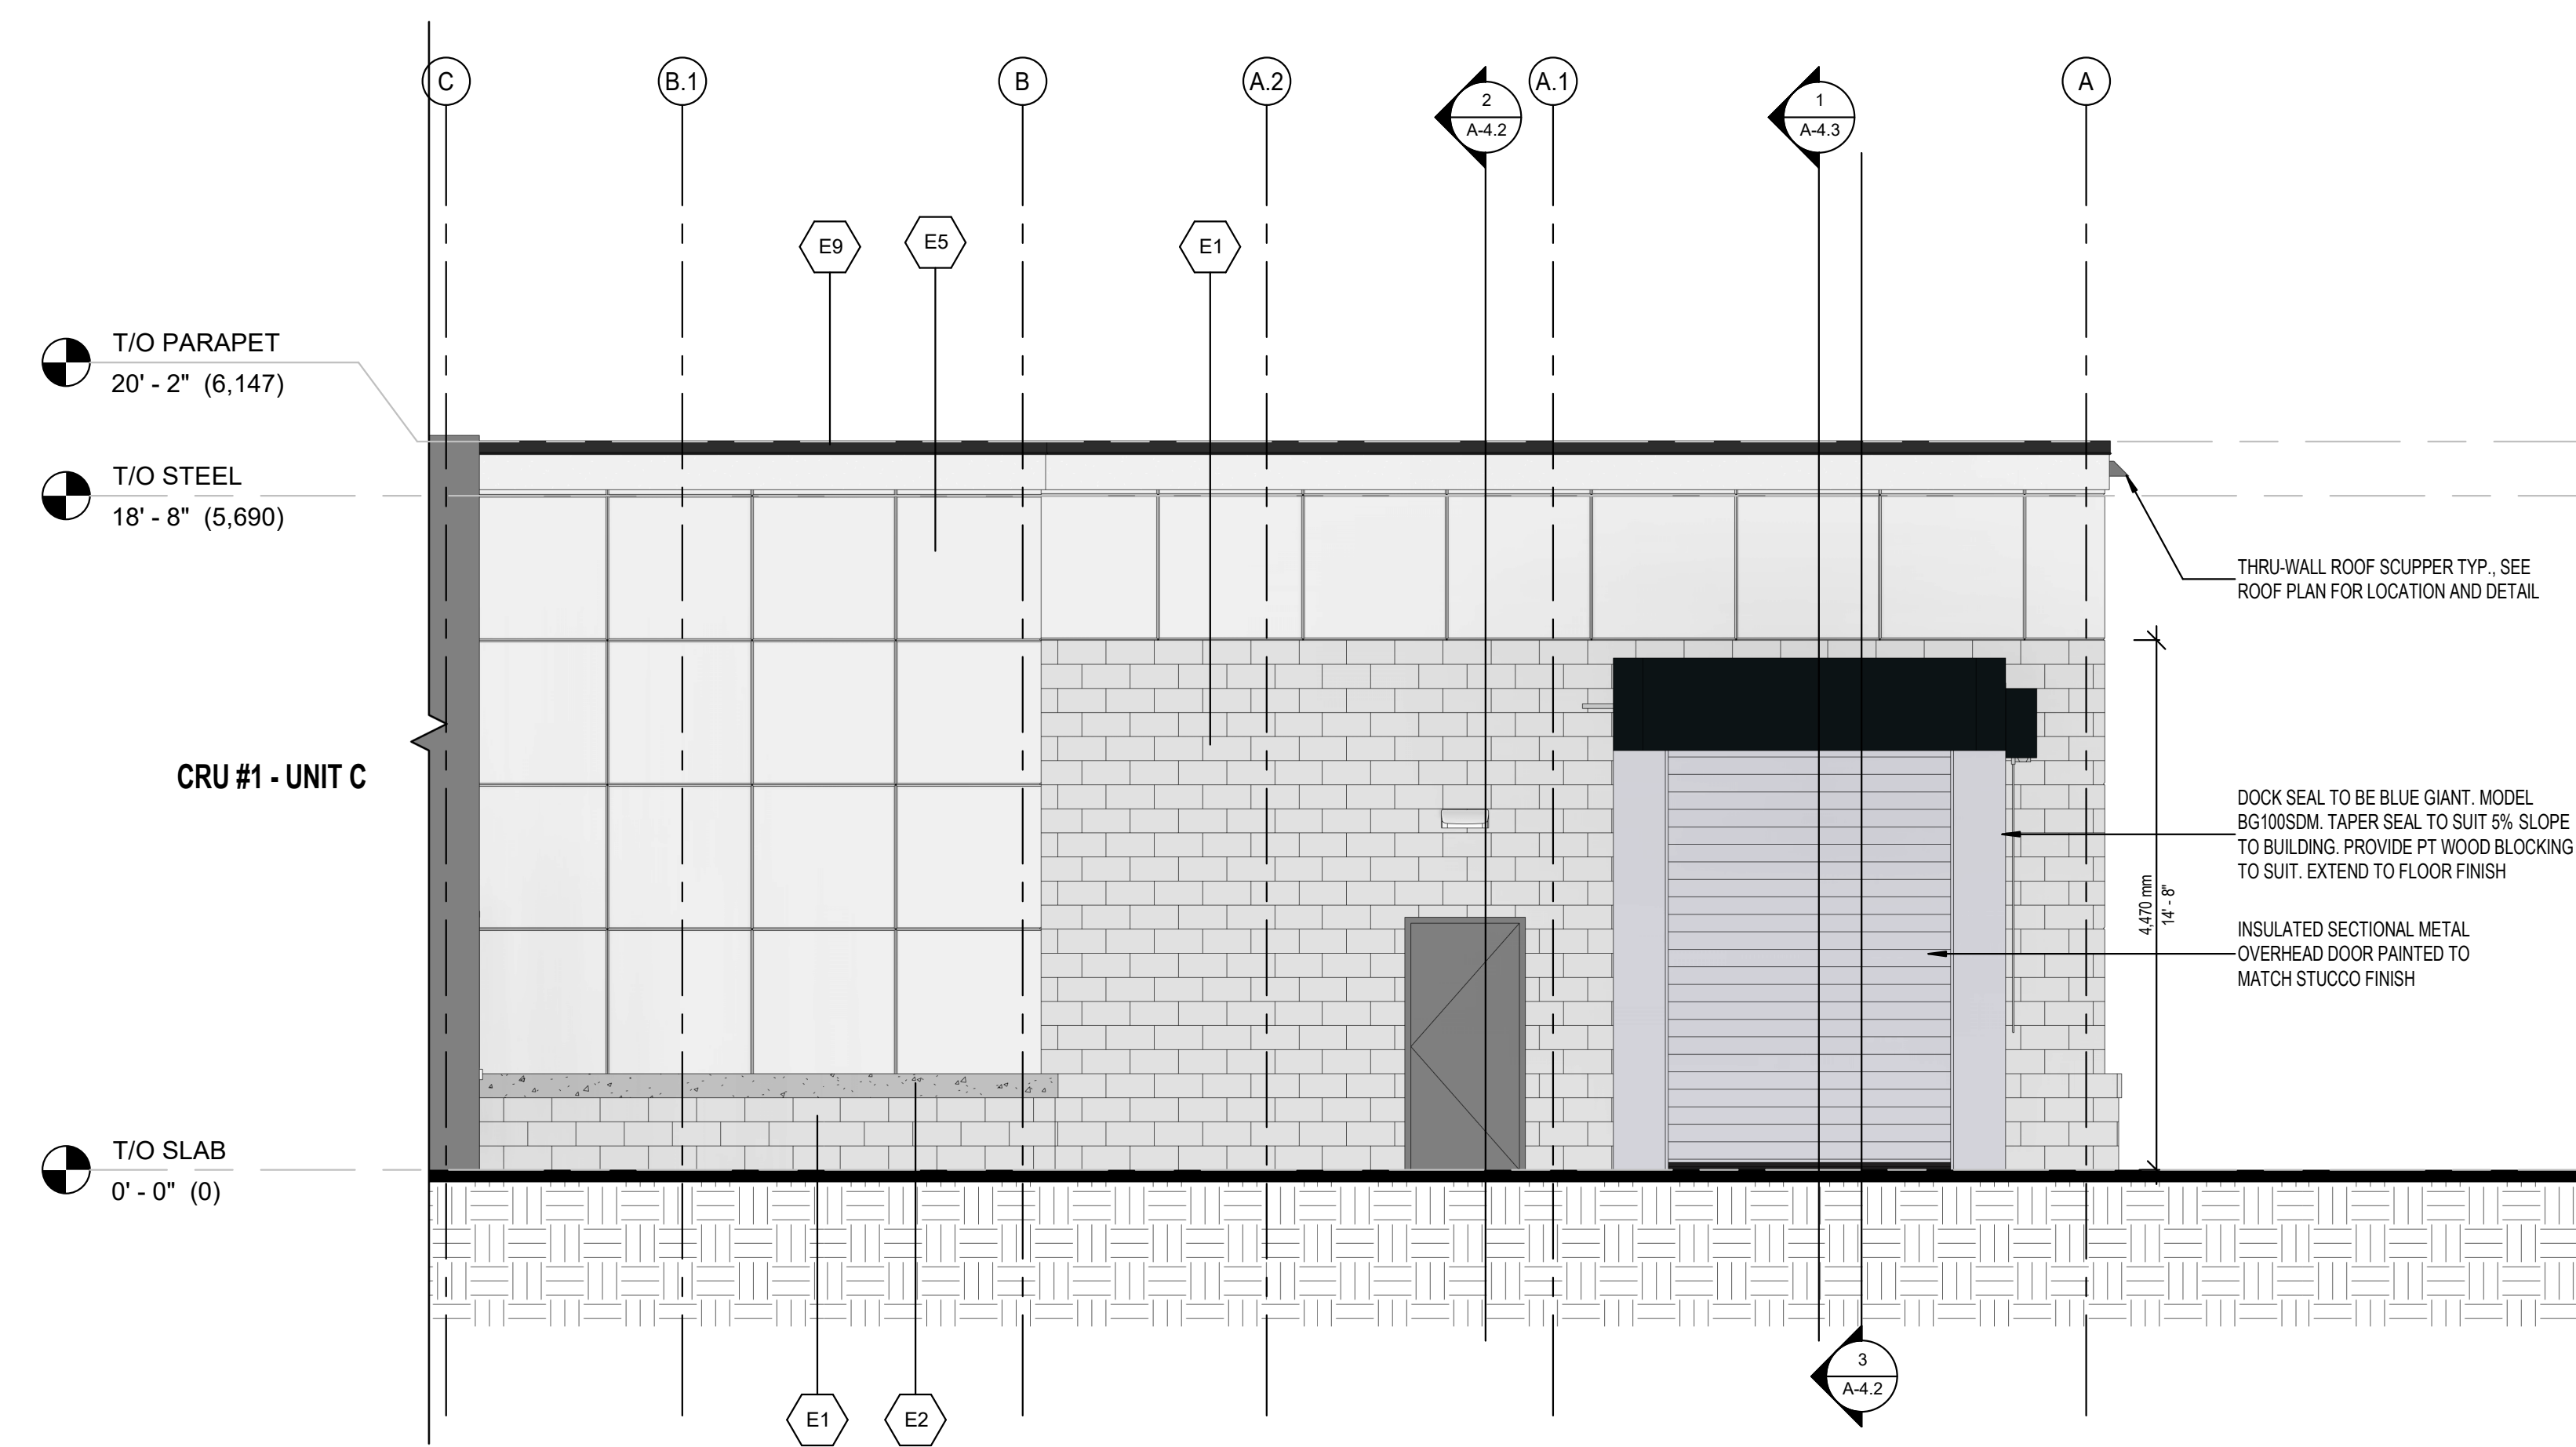 C
B.1
B
A.2
2
A-4.2
A.1
1
A-4.3
A
E9
E5
E1
T/O PARAPET
20' - 2" (6,147)
T/O STEEL
18' - 8" (5,690)
THRU-WALL ROOF SCUPPER TYP., SEE
ROOF PLAN FOR LOCATION AND DETAIL
CRU #1 - UNIT C
DOCK SEAL TO BE BLUE GIANT. MODEL
BG100SDM. TAPER SEAL TO SUIT 5% SLOPE
TO BUILDING. PROVIDE PT WOOD BLOCKING
TO SUIT. EXTEND TO FLOOR FINISH
4,470 mm
14' - 8"
INSULATED SECTIONAL METAL
OVERHEAD DOOR PAINTED TO
MATCH STUCCO FINISH
T/O SLAB
0' - 0" (0)
3
A-4.2
E1
E2